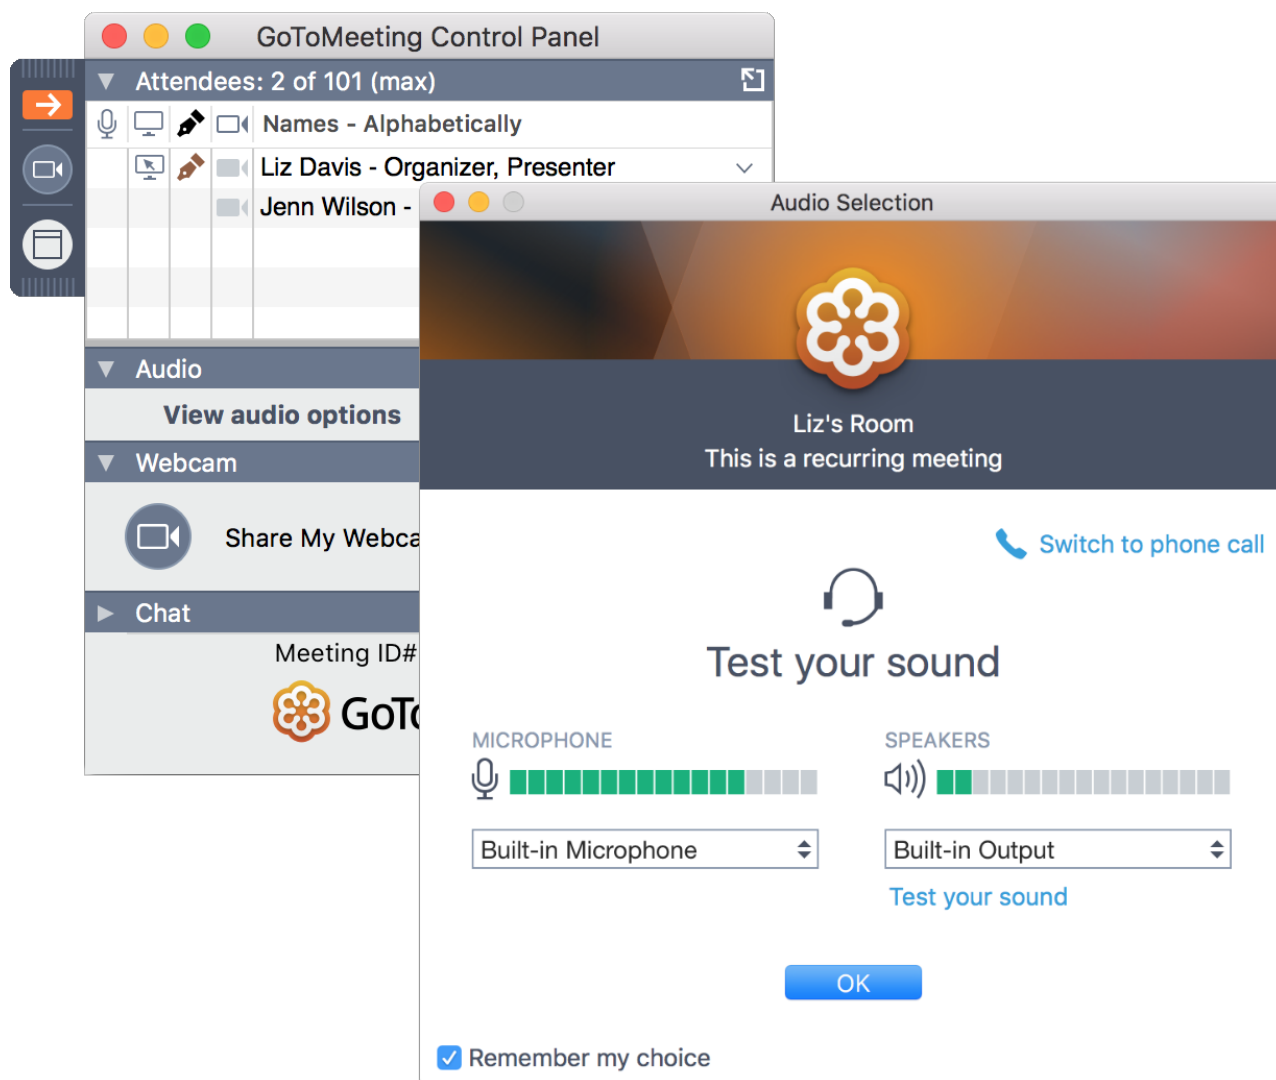 GoToMeeting Control Panel
Attendees: 2 of 101 (max)
Names - Alphabetically
Liz Davis - Organizer, Presenter
Jenn Wilson -
Audio
View audio options
Webcam
Share My
Chat
Meeting ID#
Audio Selection
Liz's Room
This is a recurring meeting
Switch to phone call
Test your sound
MICROPHONE
SPEAKERS
Built-in Microphone
Built-in Output
Test your sound
OK
Remember my choice